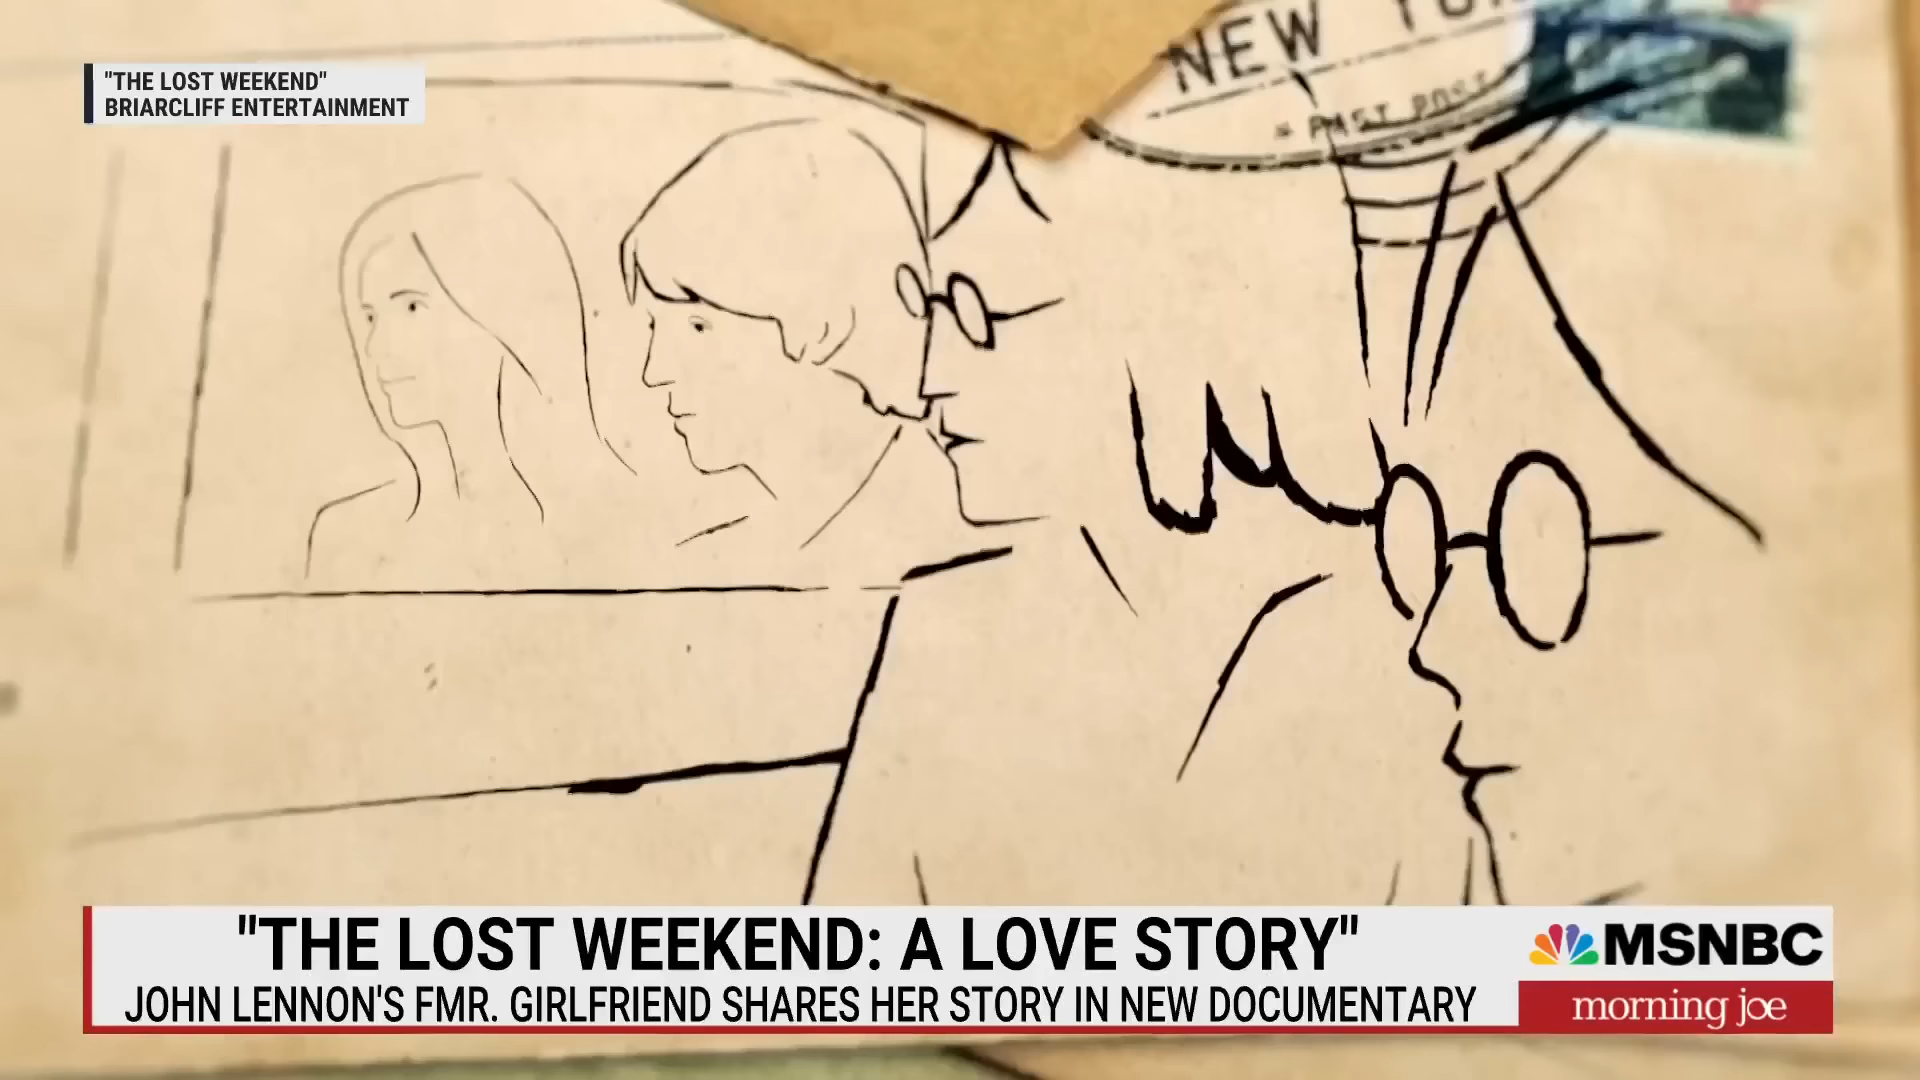 "THE LOST WEEKEND"
BRIARCLIFF ENTERTAINMENT
NEW
"THE LOST WEEKEND: A LOVE STORY"
JOHN LENNON'S FMR. GIRLFRIEND SHARES HER STORY IN NEW DOCUMENTARY
MSNBC
morning joe